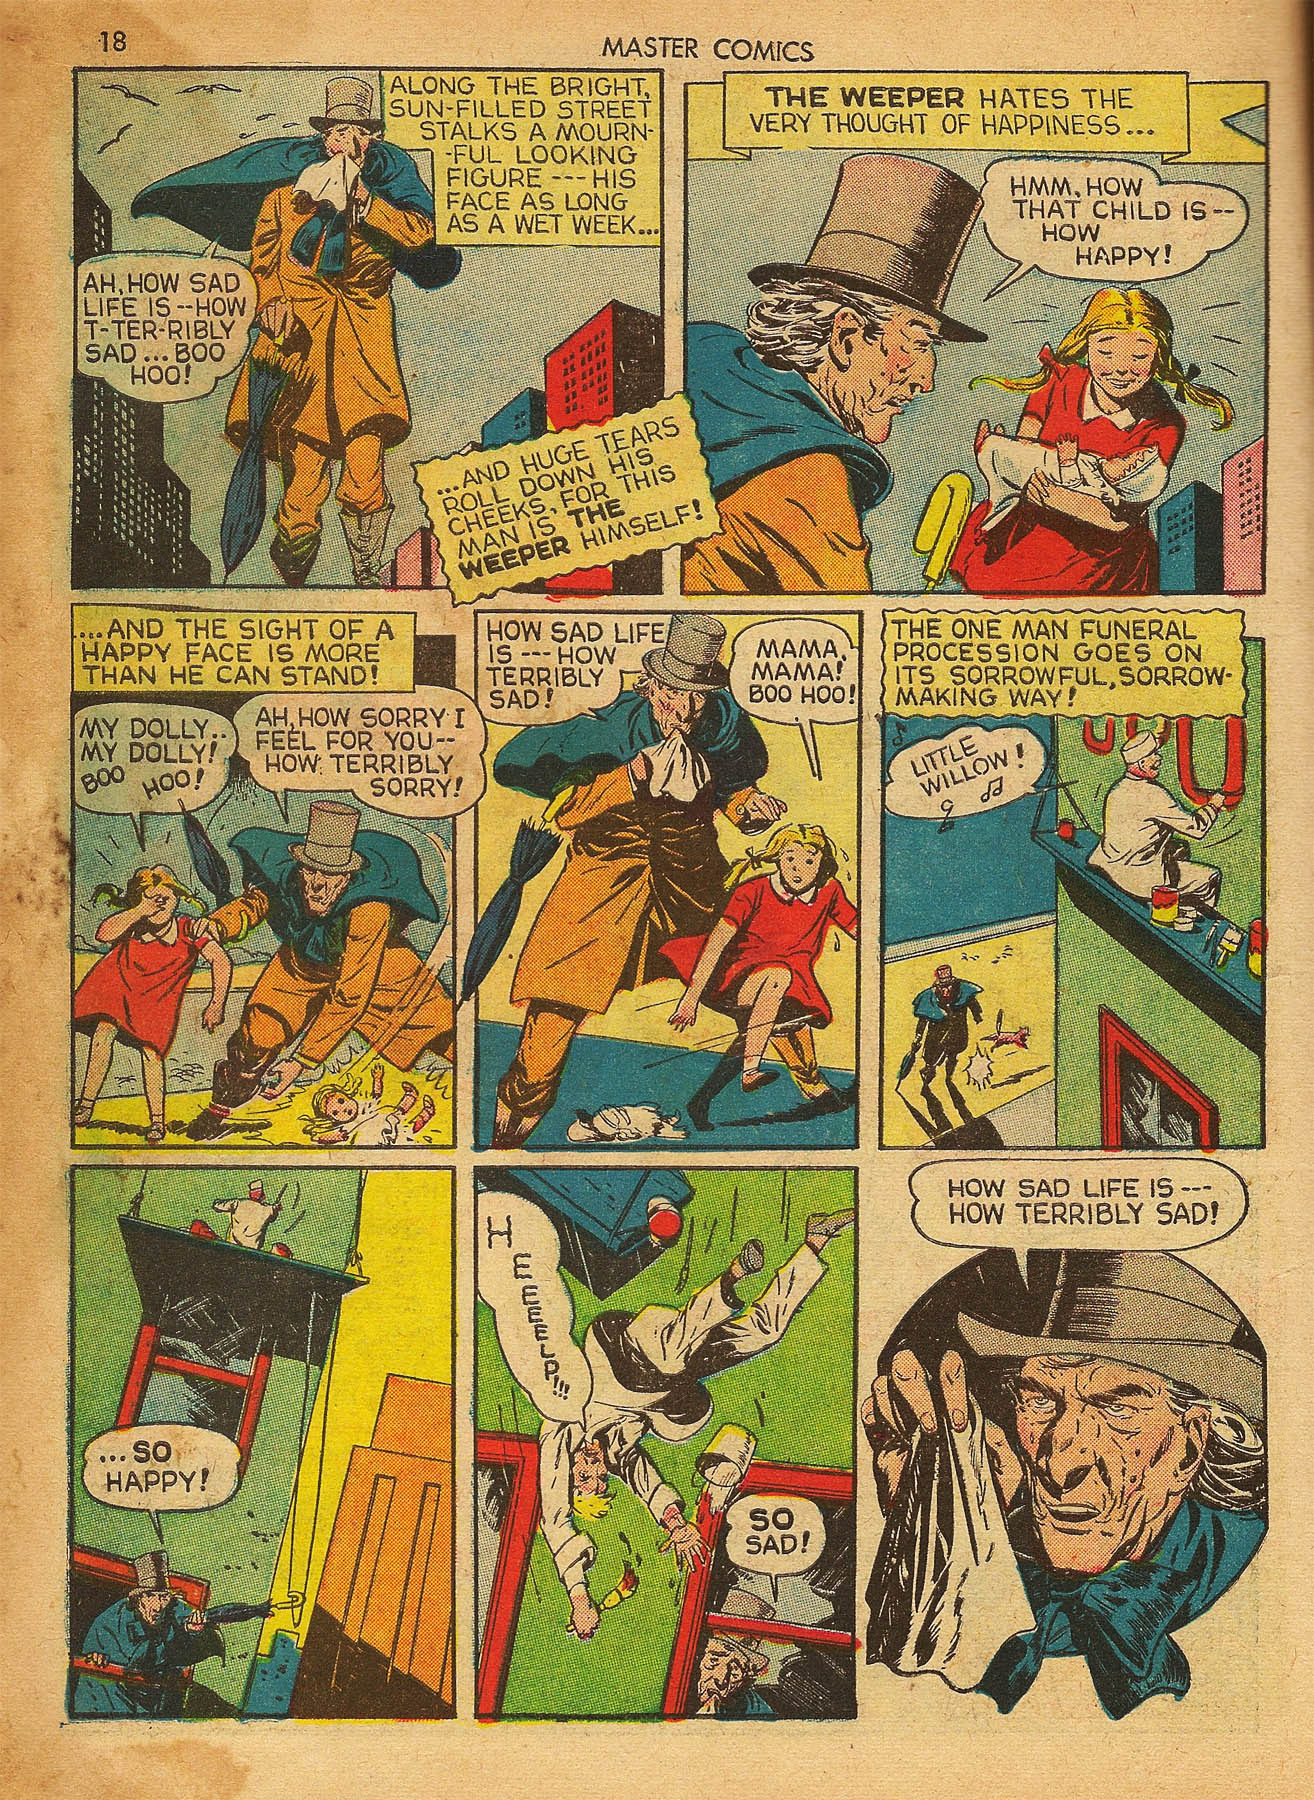 18
MASTER COMICS
ALONG THE BRIGHT,
SUN-FILLED STREET
STALKS A MOURN-
-FUL LOOKING
FIGURE --- HIS
FACE AS LONG
AS A WET WEEK...
AH, HOW SAD
LIFE IS --HOW
T-TER-RIBLY
SAD ... BOO
HOO!
...AND HUGE TEARS
ROLL DOWN HIS
CHEEKS, FOR THIS
MAN IS THE
WEEPER HIMSELF!
THE WEEPER HATES THE
VERY THOUGHT OF HAPPINESS...
HMM, HOW
THAT CHILD IS --
HOW
HAPPY!
....AND THE SIGHT OF A
HAPPY FACE IS MORE
THAN HE CAN STAND!
MY DOLLY..
MY DOLLY!
BOO HOO!
AH, HOW SORRY I
FEEL FOR YOU--
HOW TERRIBLY
SORRY!
HOW SAD LIFE
IS --- HOW
TERRIBLY
SAD!
MAMA,
MAMA!
BOO HOO!
THE ONE MAN FUNERAL
PROCESSION GOES ON
ITS SORROWFUL, SORROW-
MAKING WAY!
LITTLE
WILLOW!
...SO
HAPPY!
HEEEELP!!!
SO
SAD!
HOW SAD LIFE IS ---
HOW TERRIBLY SAD!